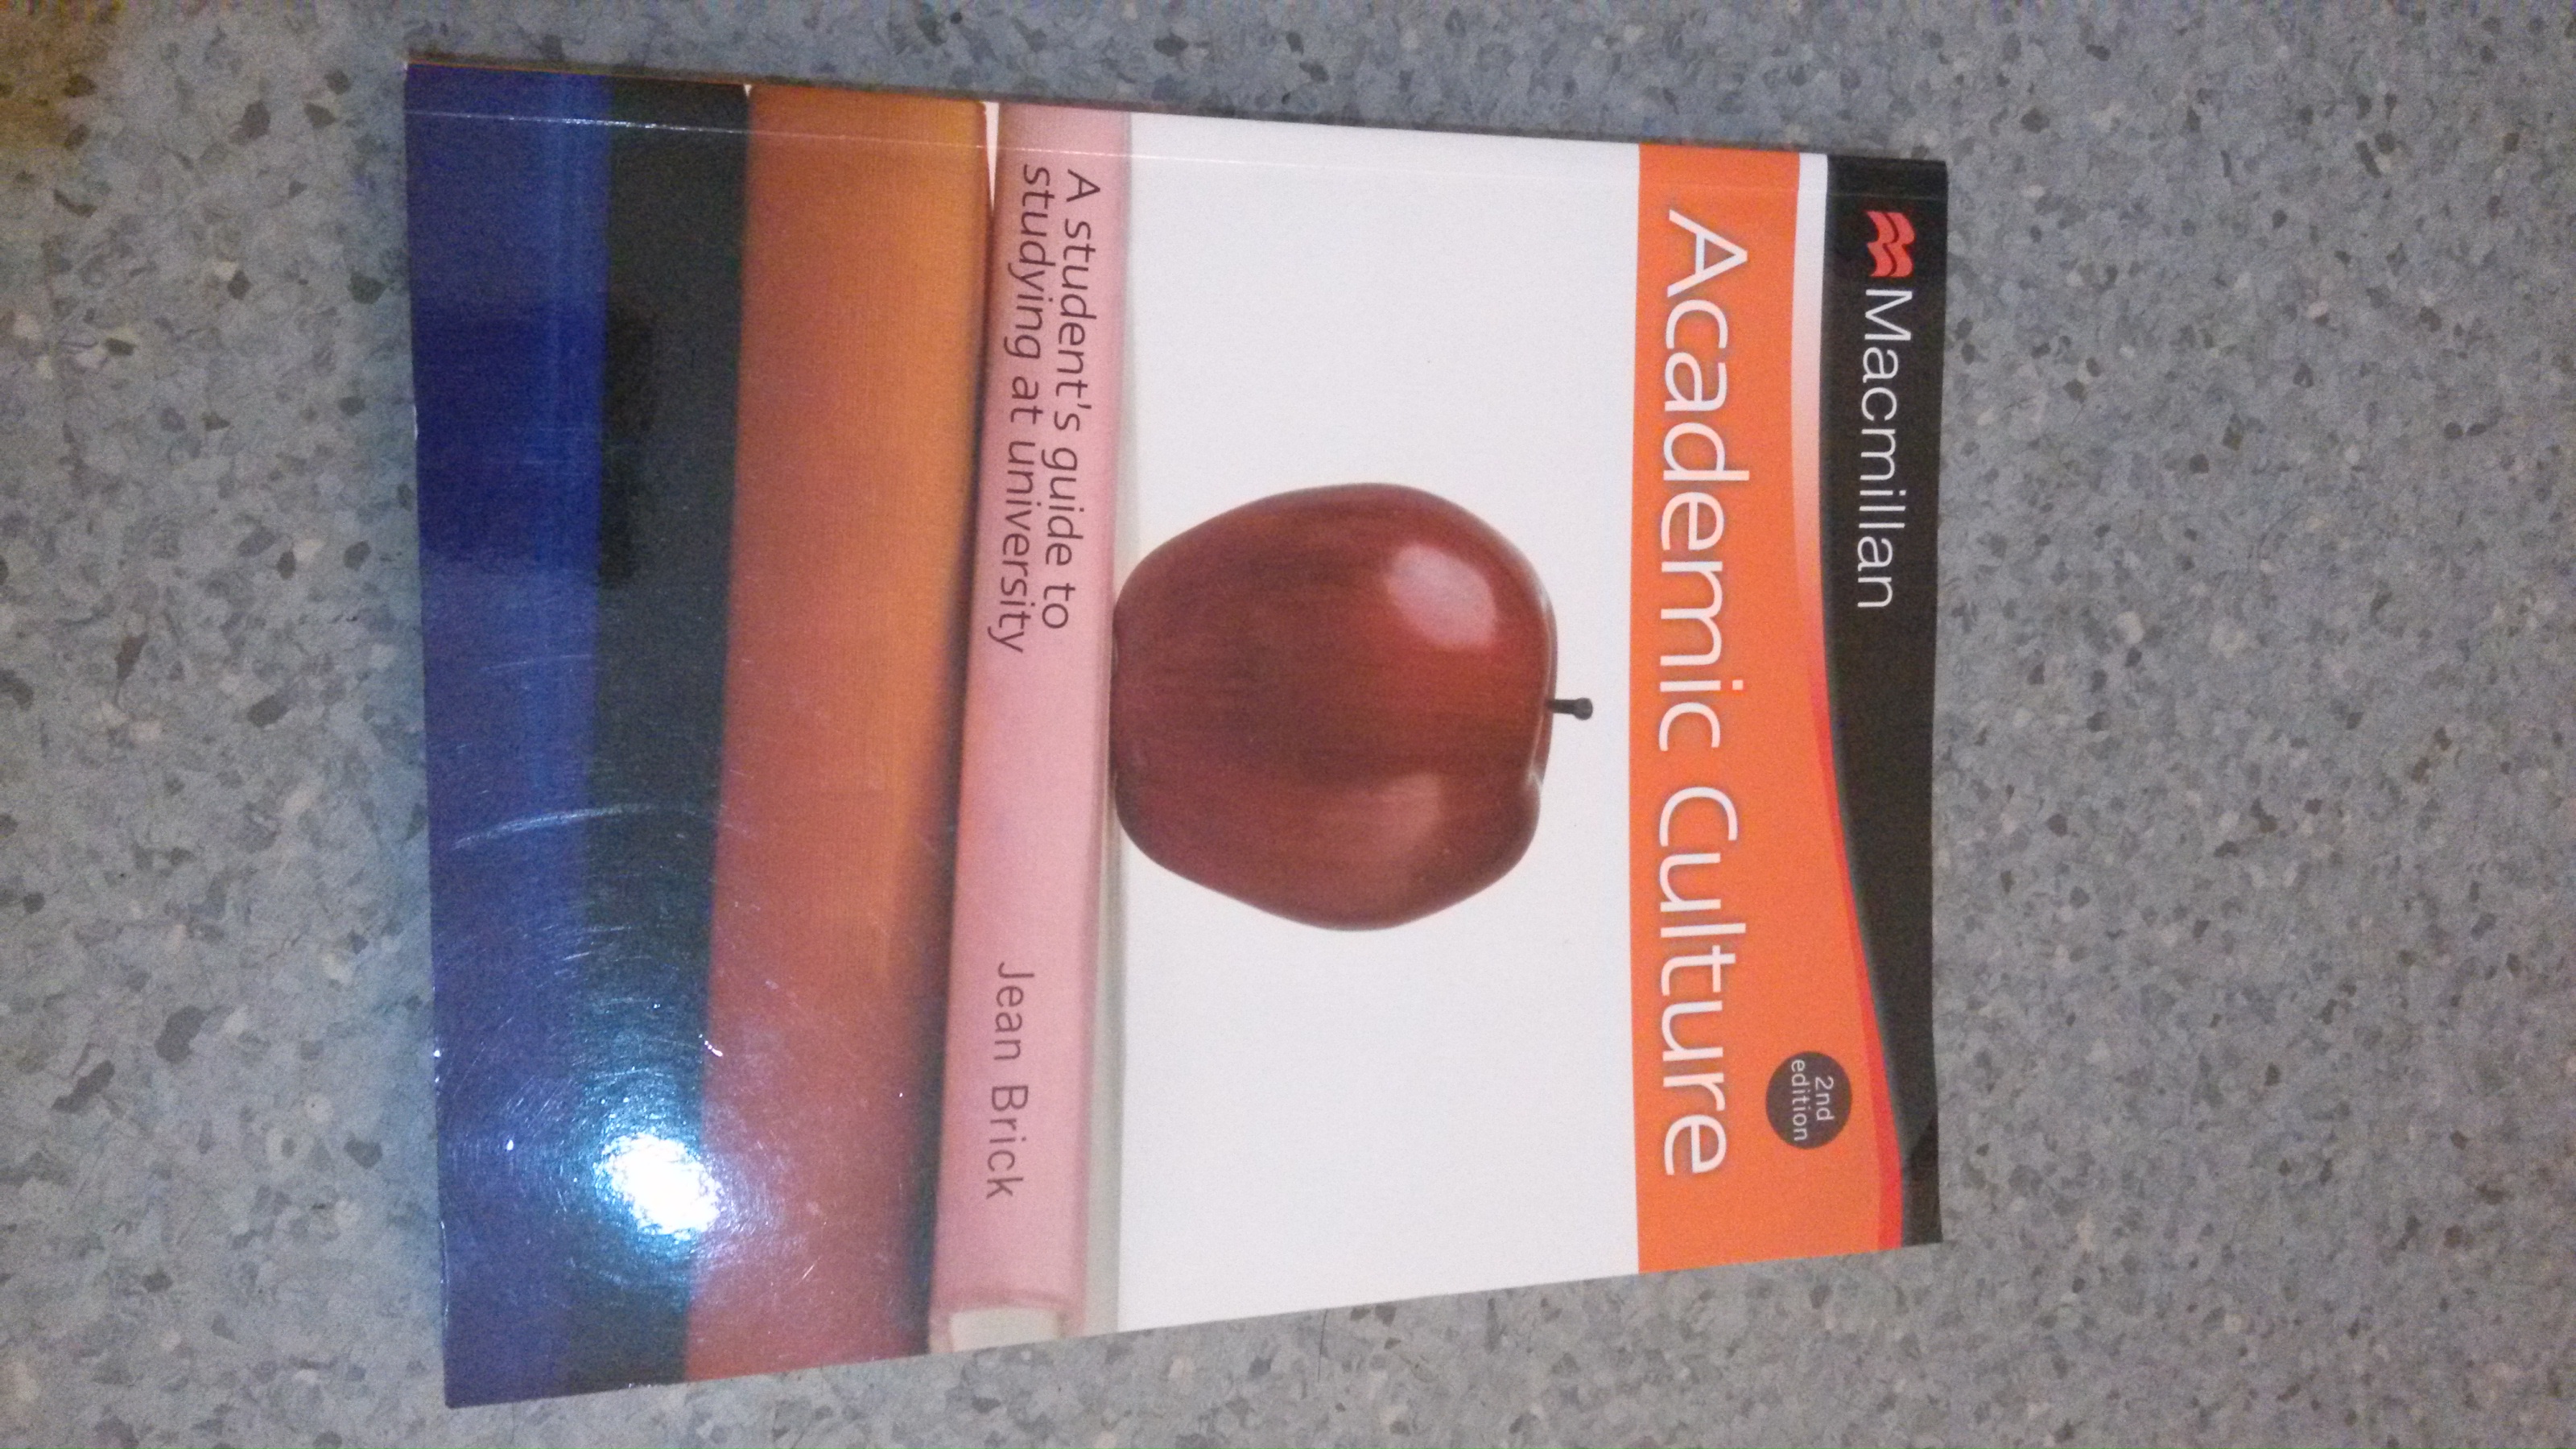 Macmillan
2nd
edition
Academic Culture
A student's guide to
studying at university
Jean Brick